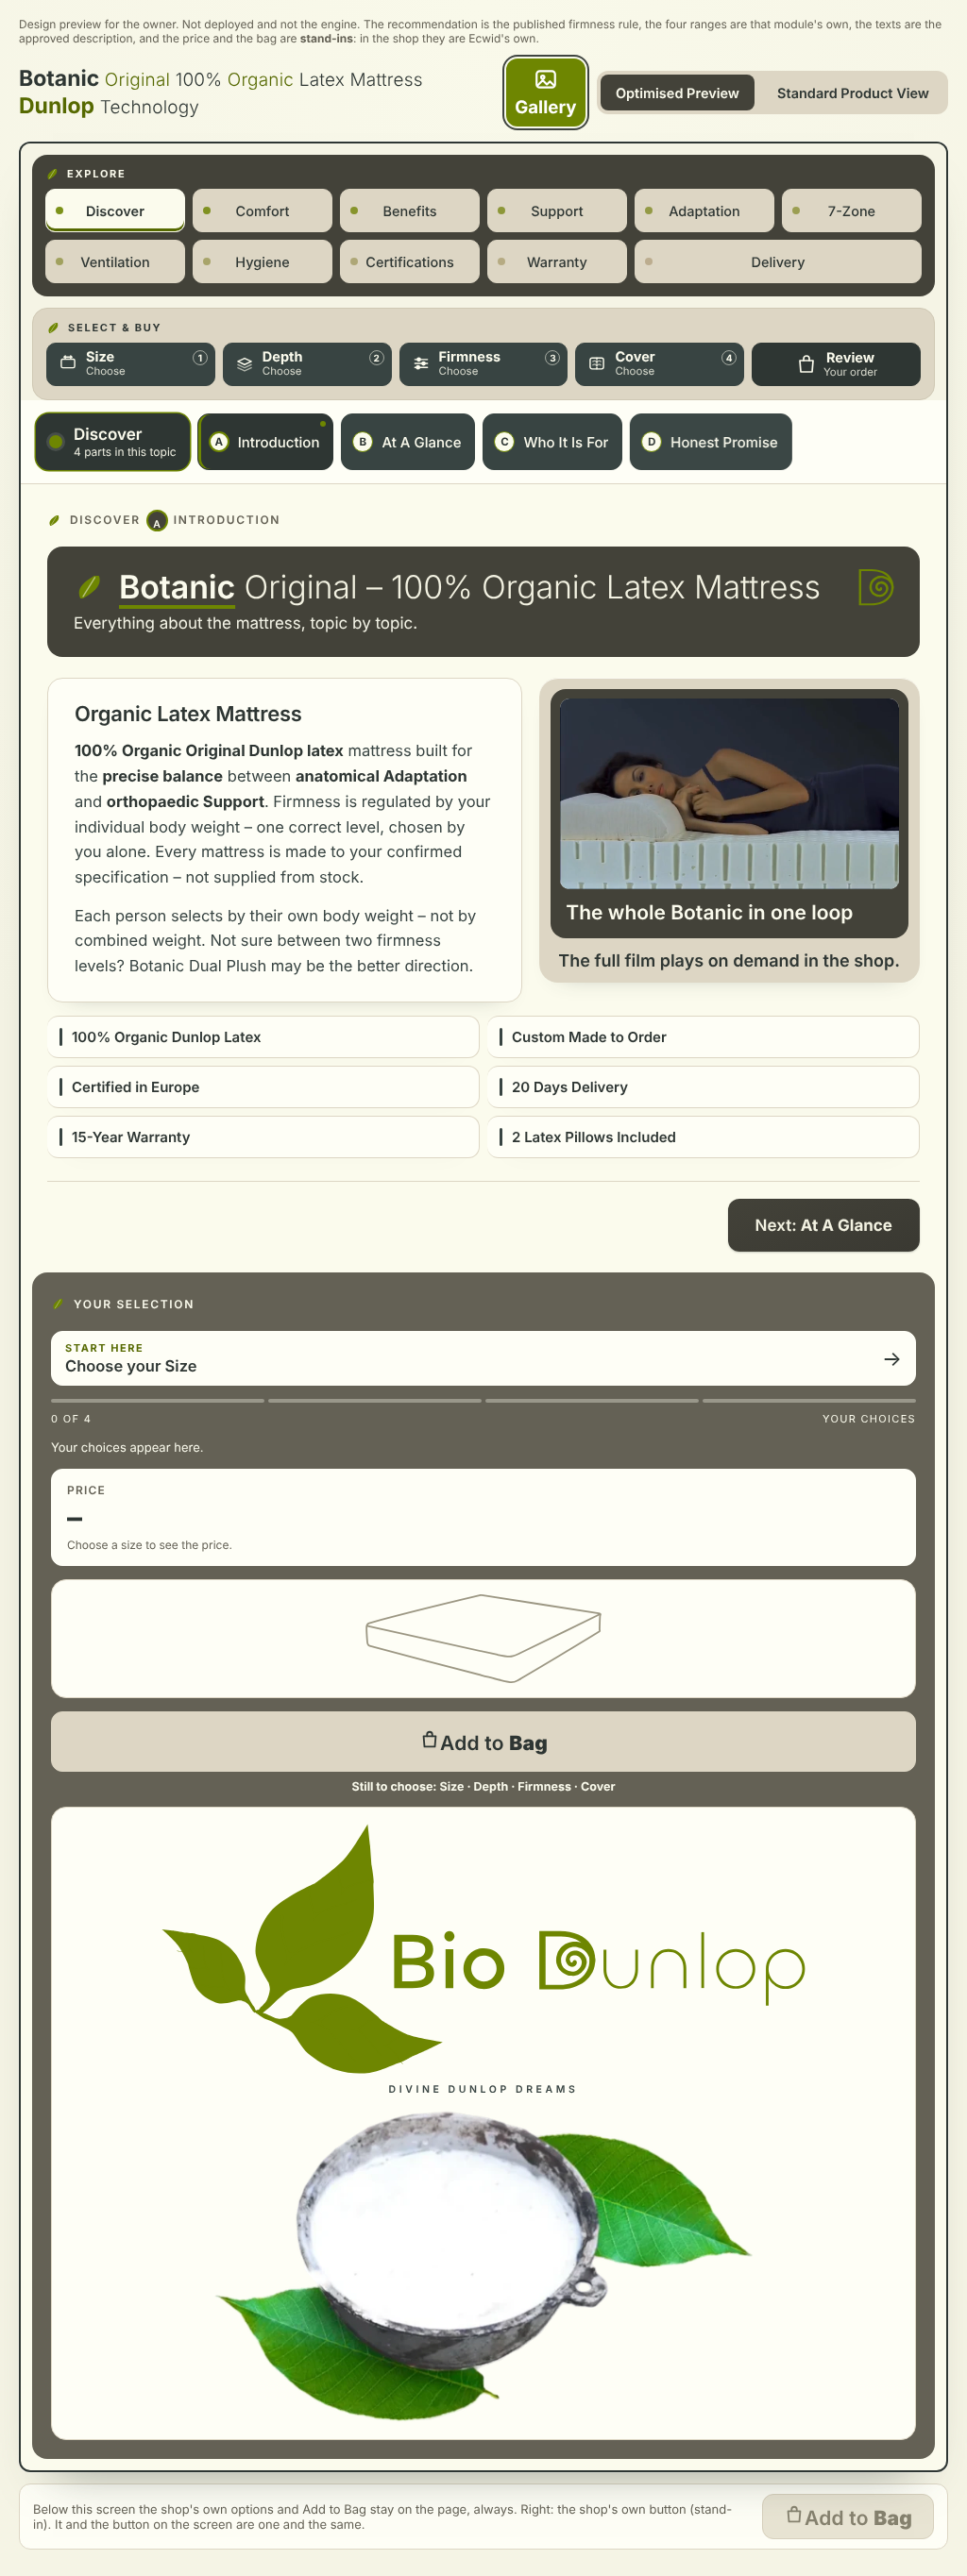 Design preview for the owner. Not deployed and not the engine. The recommendation is the published firmness rule, the four ranges are that module's own, the texts are the
approved description, and the price and the bag are stand-ins: in the shop they are Ecwid's own.
Botanic Original 100% Organic Latex Mattress
Dunlop Technology
Gallery
Optimised Preview
Standard Product View
EXPLORE
Discover
Comfort
Benefits
Support
Adaptation
7-Zone
Ventilation
Hygiene
Certifications
Warranty
Delivery
SELECT & BUY
Size
Choose
1
Depth
Choose
2
Firmness
Choose
3
Cover
Choose
4
Review
Your order
Discover
4 parts in this topic
A Introduction
B At A Glance
C Who It Is For
D Honest Promise
DISCOVER A INTRODUCTION
Botanic Original – 100% Organic Latex Mattress
Everything about the mattress, topic by topic.
Organic Latex Mattress
100% Organic Original Dunlop latex mattress built for
the precise balance between anatomical Adaptation
and orthopaedic Support. Firmness is regulated by your
individual body weight – one correct level, chosen by
you alone. Every mattress is made to your confirmed
specification – not supplied from stock.
Each person selects by their own body weight – not by
combined weight. Not sure between two firmness
levels? Botanic Dual Plush may be the better direction.
The whole Botanic in one loop
The full film plays on demand in the shop.
100% Organic Dunlop Latex
Custom Made to Order
Certified in Europe
20 Days Delivery
15-Year Warranty
2 Latex Pillows Included
Next: At A Glance
YOUR SELECTION
START HERE
Choose your Size
0 OF 4
YOUR CHOICES
Your choices appear here.
PRICE
–
Choose a size to see the price.
Add to Bag
Still to choose: Size · Depth · Firmness · Cover
Bio Dunlop
DIVINE DUNLOP DREAMS
Below this screen the shop's own options and Add to Bag stay on the page, always. Right: the shop's own button (stand-
in). It and the button on the screen are one and the same.
Add to Bag